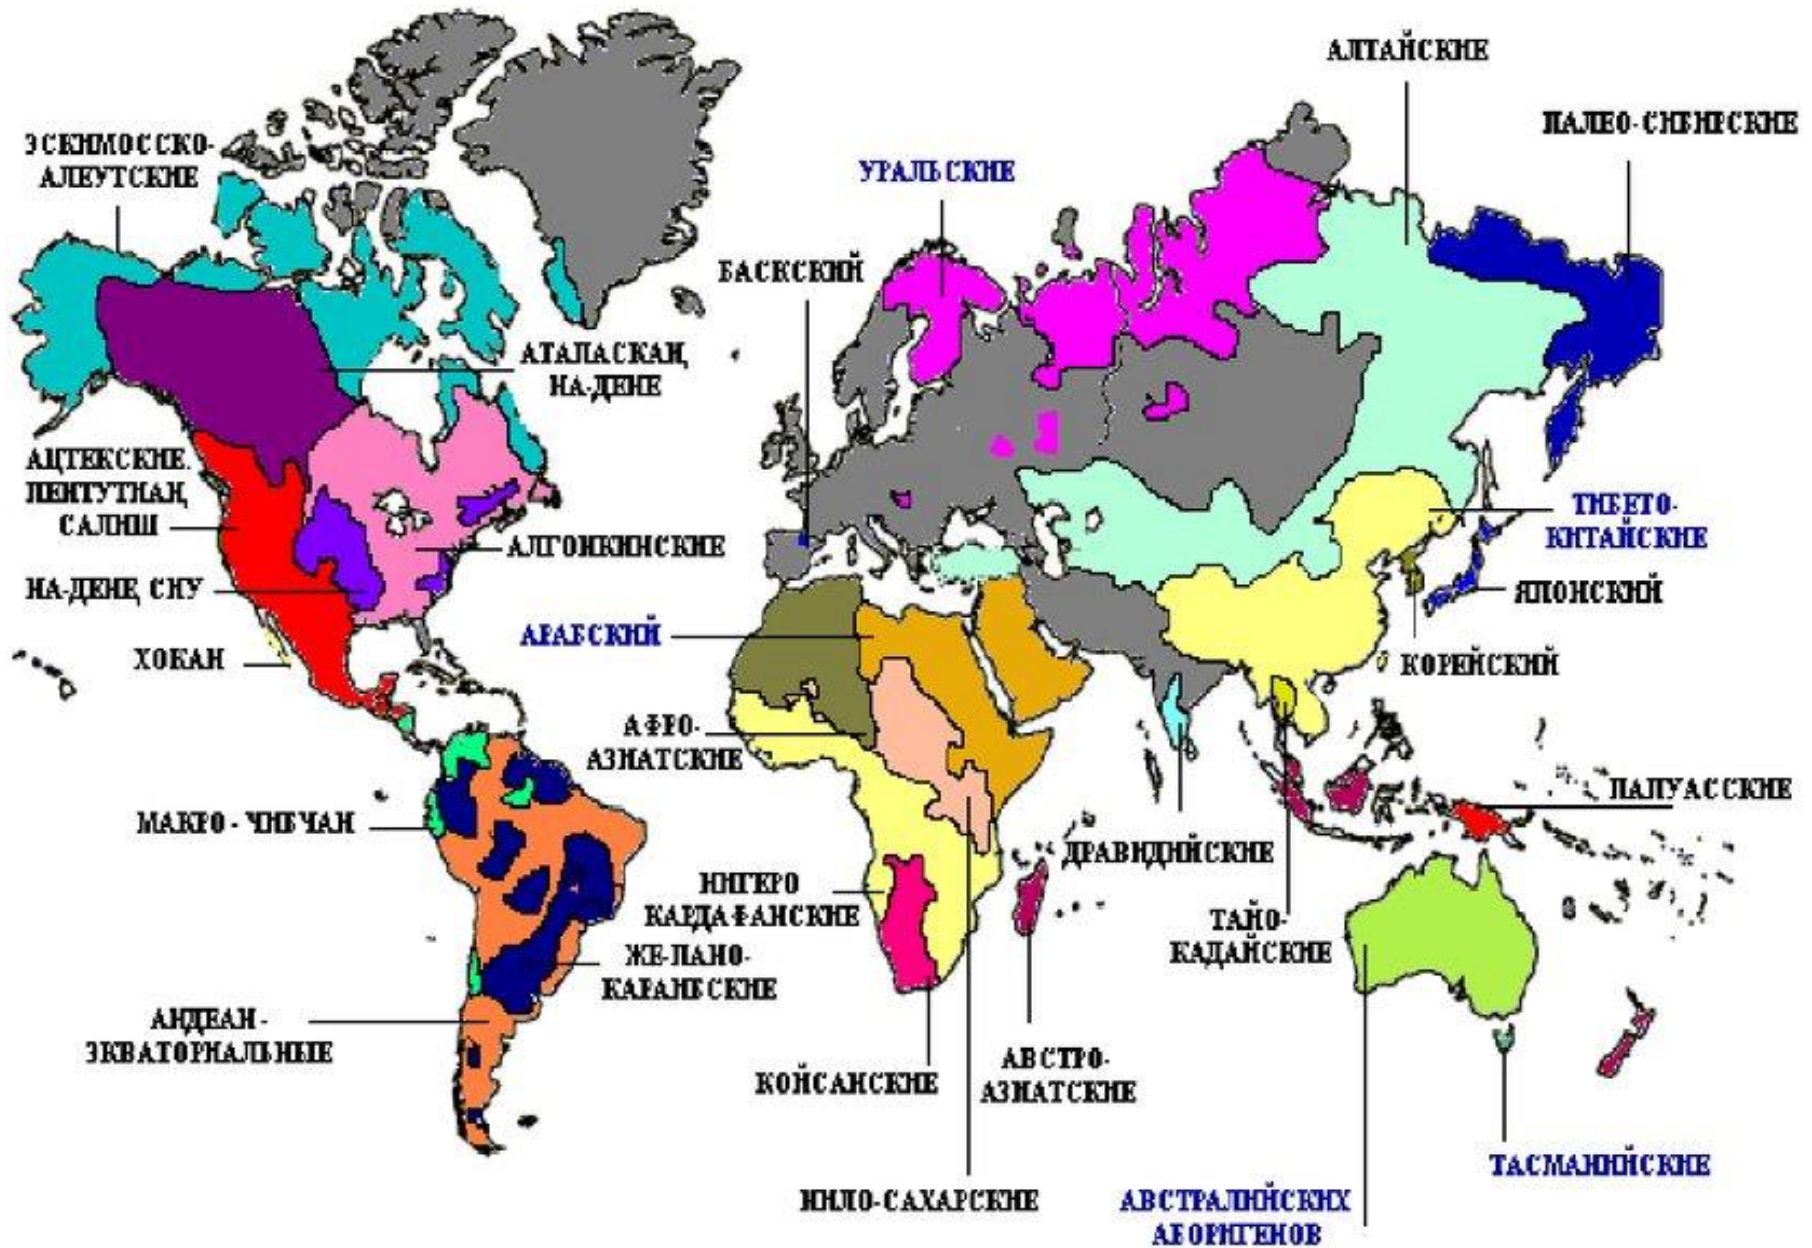 АЛТАЙСКИЕ
ПАЛЕО-СИБИРСКИЕ
ЭСКИМОССКО-
АЛЕУТСКИЕ
УРАЛЬСКИЕ
БАСКСКИЙ
АТАПАСКАН,
НА-ДЕНЕ
АЦТЕКСКИЕ,
ПЕНТУТИАН,
САЛИШ
ТИБЕТО-
КИТАЙСКИЕ
АЛГОНКИНСКИЕ
НА-ДЕНЕ, СИУ
ЯПОНСКИЙ
АРАБСКИЙ
ХОКАН
КОРЕЙСКИЙ
АФРО-
АЗИАТСКИЕ
ПАПУАССКИЕ
МАКРО - ЧИБЧАН
ДРАВИДИЙСКИЕ
НИГЕРО
КАРДАФАНСКИЕ
ТАЙО-
КАДАЙСКИЕ
ЖЕ-ПАНО-
КАРАИБСКИЕ
АНДЕАН -
ЭКВАТОРИАЛЬНЫЕ
КОЙСАНСКИЕ
АВСТРО-
АЗИАТСКИЕ
ТАСМАНИЙСКИЕ
НИЛО-САХАРСКИЕ
АВСТРАЛИЙСКИХ
АБОРИГЕНОВ